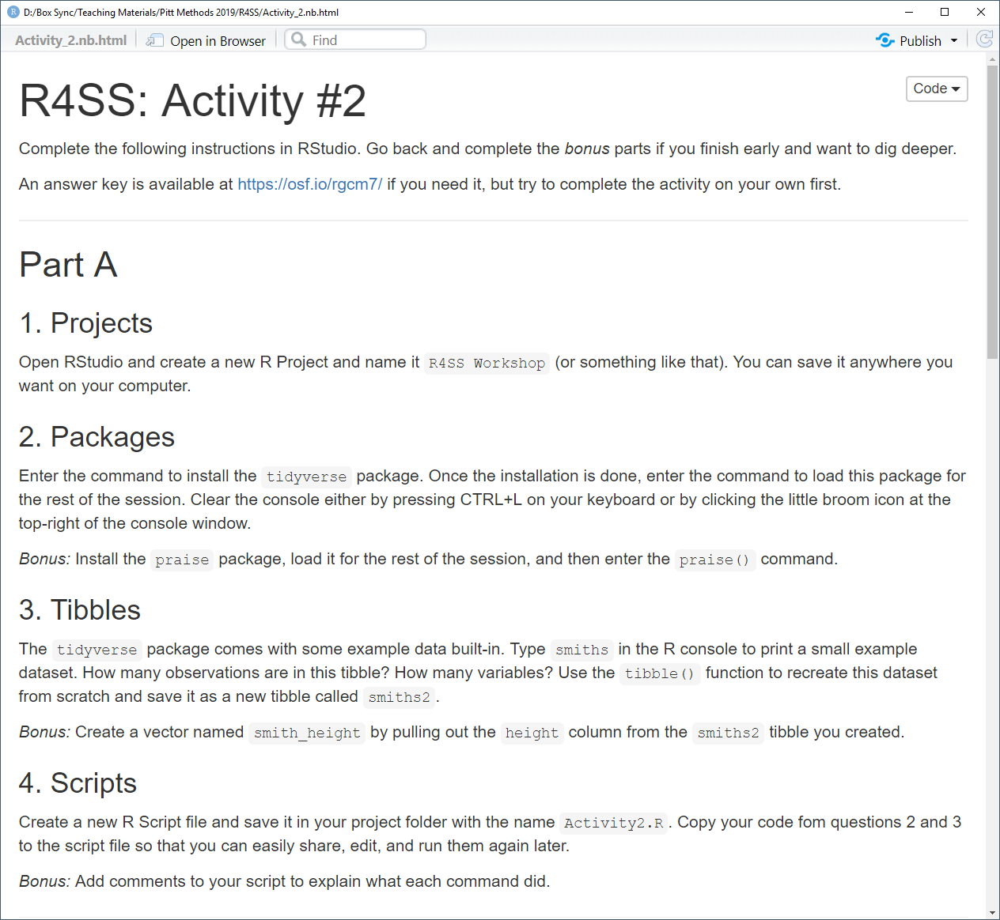 D:/Box Sync/Teaching Materials/Pitt Methods 2019/R4SS/Activity_2.nb.html
Activity_2.nb.html Open in Browser Find Publish
R4SS: Activity #2
Code
Complete the following instructions in RStudio. Go back and complete the bonus parts if you finish early and want to dig deeper.
An answer key is available at https://osf.io/rgcm7/ if you need it, but try to complete the activity on your own first.
Part A
1. Projects
Open RStudio and create a new R Project and name it R4SS Workshop (or something like that). You can save it anywhere you
want on your computer.
2. Packages
Enter the command to install the tidyverse package. Once the installation is done, enter the command to load this package for
the rest of the session. Clear the console either by pressing CTRL+L on your keyboard or by clicking the little broom icon at the
top-right of the console window.
Bonus: Install the praise package, load it for the rest of the session, and then enter the praise() command.
3. Tibbles
The tidyverse package comes with some example data built-in. Type smiths in the R console to print a small example
dataset. How many observations are in this tibble? How many variables? Use the tibble() function to recreate this dataset
from scratch and save it as a new tibble called smiths2.
Bonus: Create a vector named smith_height by pulling out the height column from the smiths2 tibble you created.
4. Scripts
Create a new R Script file and save it in your project folder with the name Activity2.R. Copy your code fom questions 2 and 3
to the script file so that you can easily share, edit, and run them again later.
Bonus: Add comments to your script to explain what each command did.